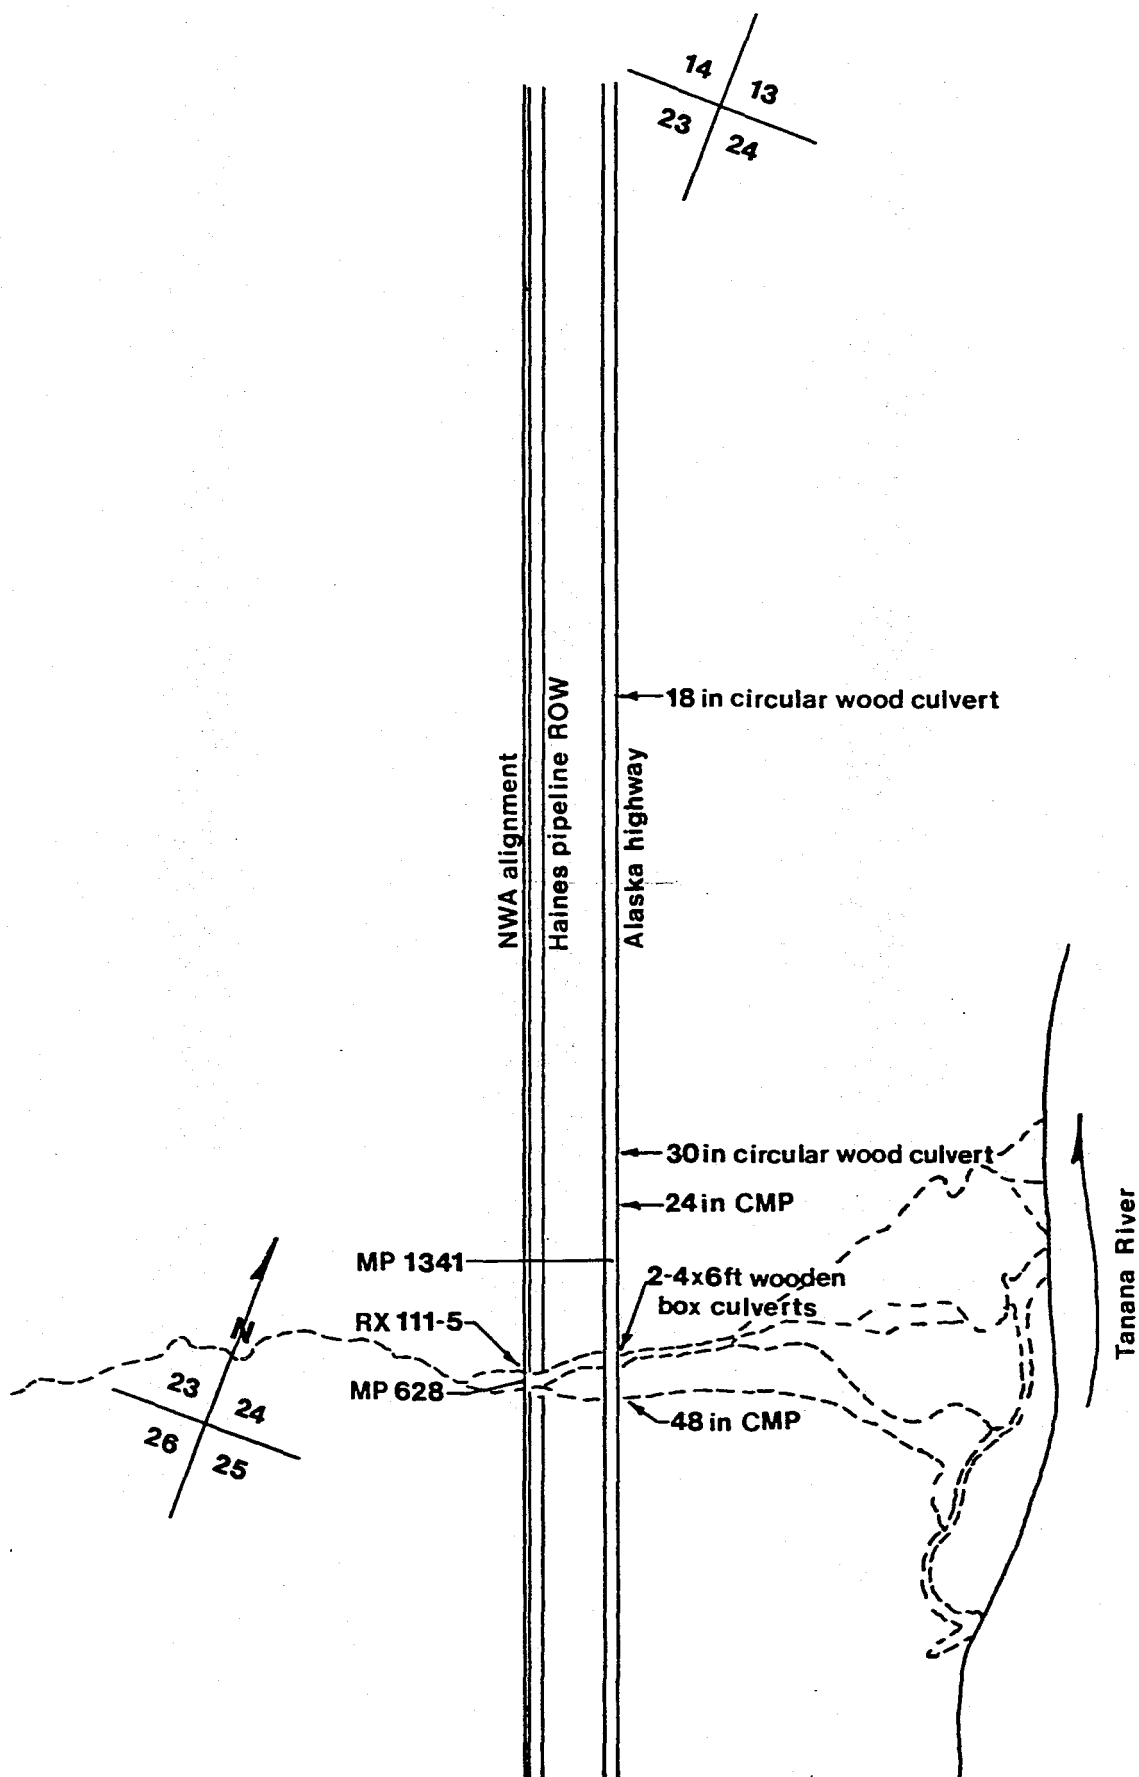 14
13
23
24
18 in circular wood culvert
NWA alignment
Haines pipeline ROW
Alaska highway
30 in circular wood culvert
24 in CMP
MP 1341
2-4x6ft wooden
box culverts
RX 111-5
MP 628
48 in CMP
N
23
24
26
25
Tanana River